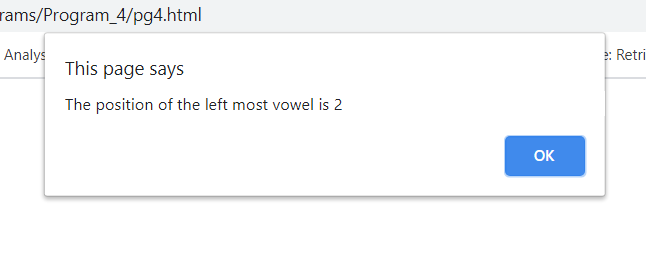 rams/Program_4/pg4.html
Analys
e: Retri
This page says
The position of the left most vowel is 2
OK